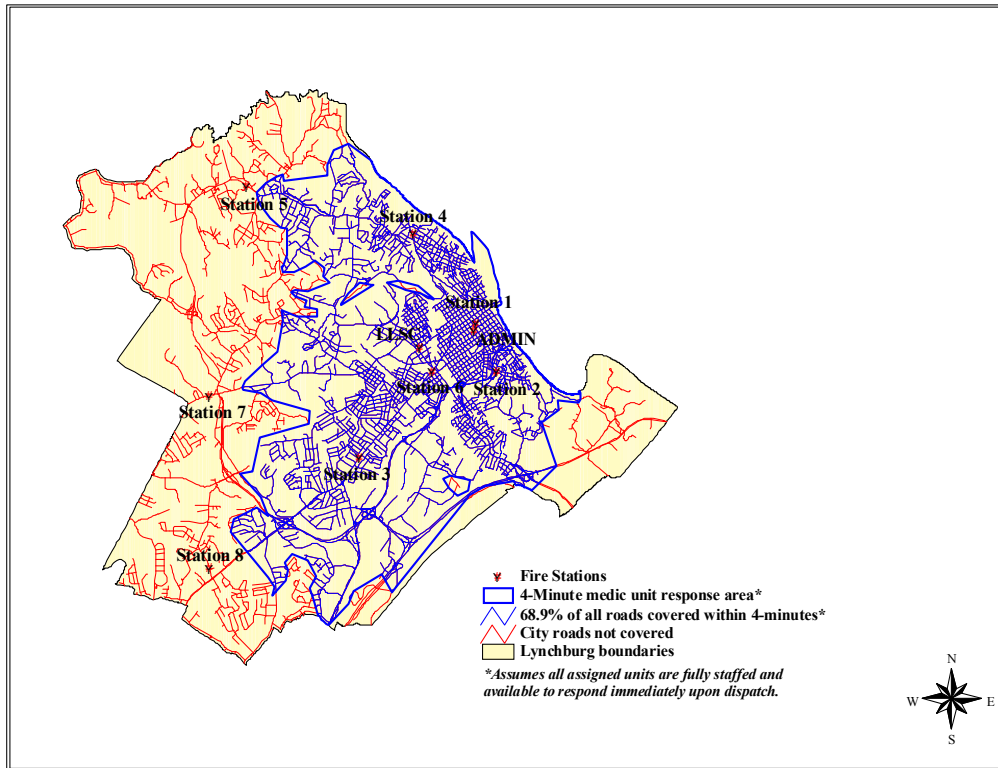 Station 5
Station 4
Station 1
LLSC
ADMIN
Station 6
Station 2
Station 7
Station 3
Station 8
Fire Stations
4-Minute medic unit response area*
68.9% of all roads covered within 4-minutes*
City roads not covered
Lynchburg boundaries
*Assumes all assigned units are fully staffed and
available to respond immediately upon dispatch.
N
W
E
S